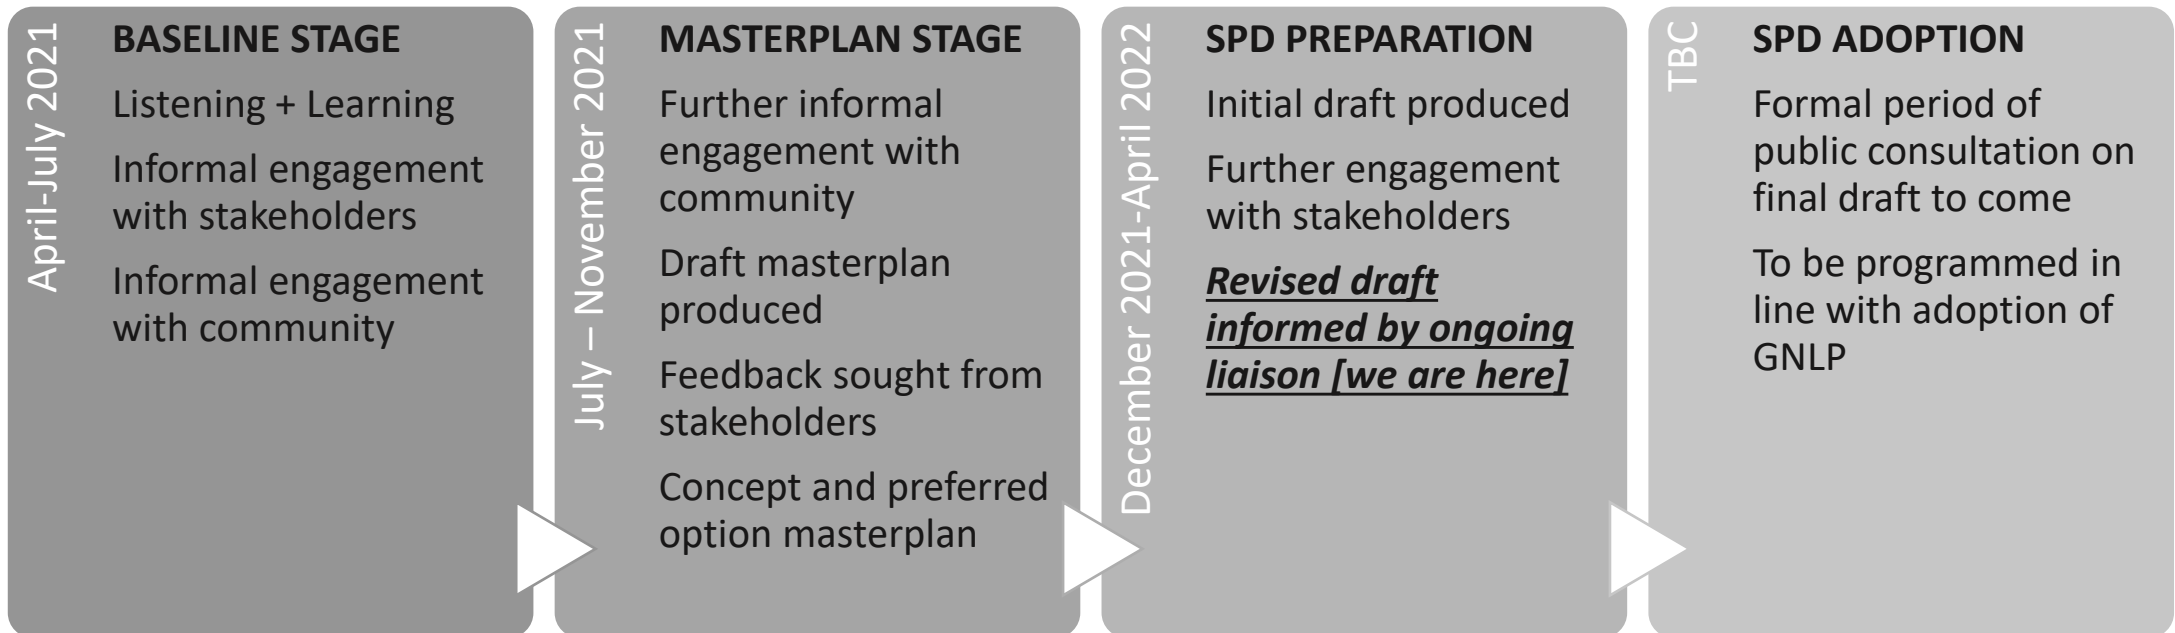 April-July 2021
BASELINE STAGE
Listening + Learning
Informal engagement
with stakeholders
Informal engagement
with community
July – November 2021
MASTERPLAN STAGE
Further informal
engagement with
community
Draft masterplan
produced
Feedback sought from
stakeholders
Concept and preferred
option masterplan
December 2021-April 2022
SPD PREPARATION
Initial draft produced
Further engagement
with stakeholders
Revised draft
informed by ongoing
liaison [we are here]
TBC
SPD ADOPTION
Formal period of
public consultation on
final draft to come
To be programmed in
line with adoption of
GNLP